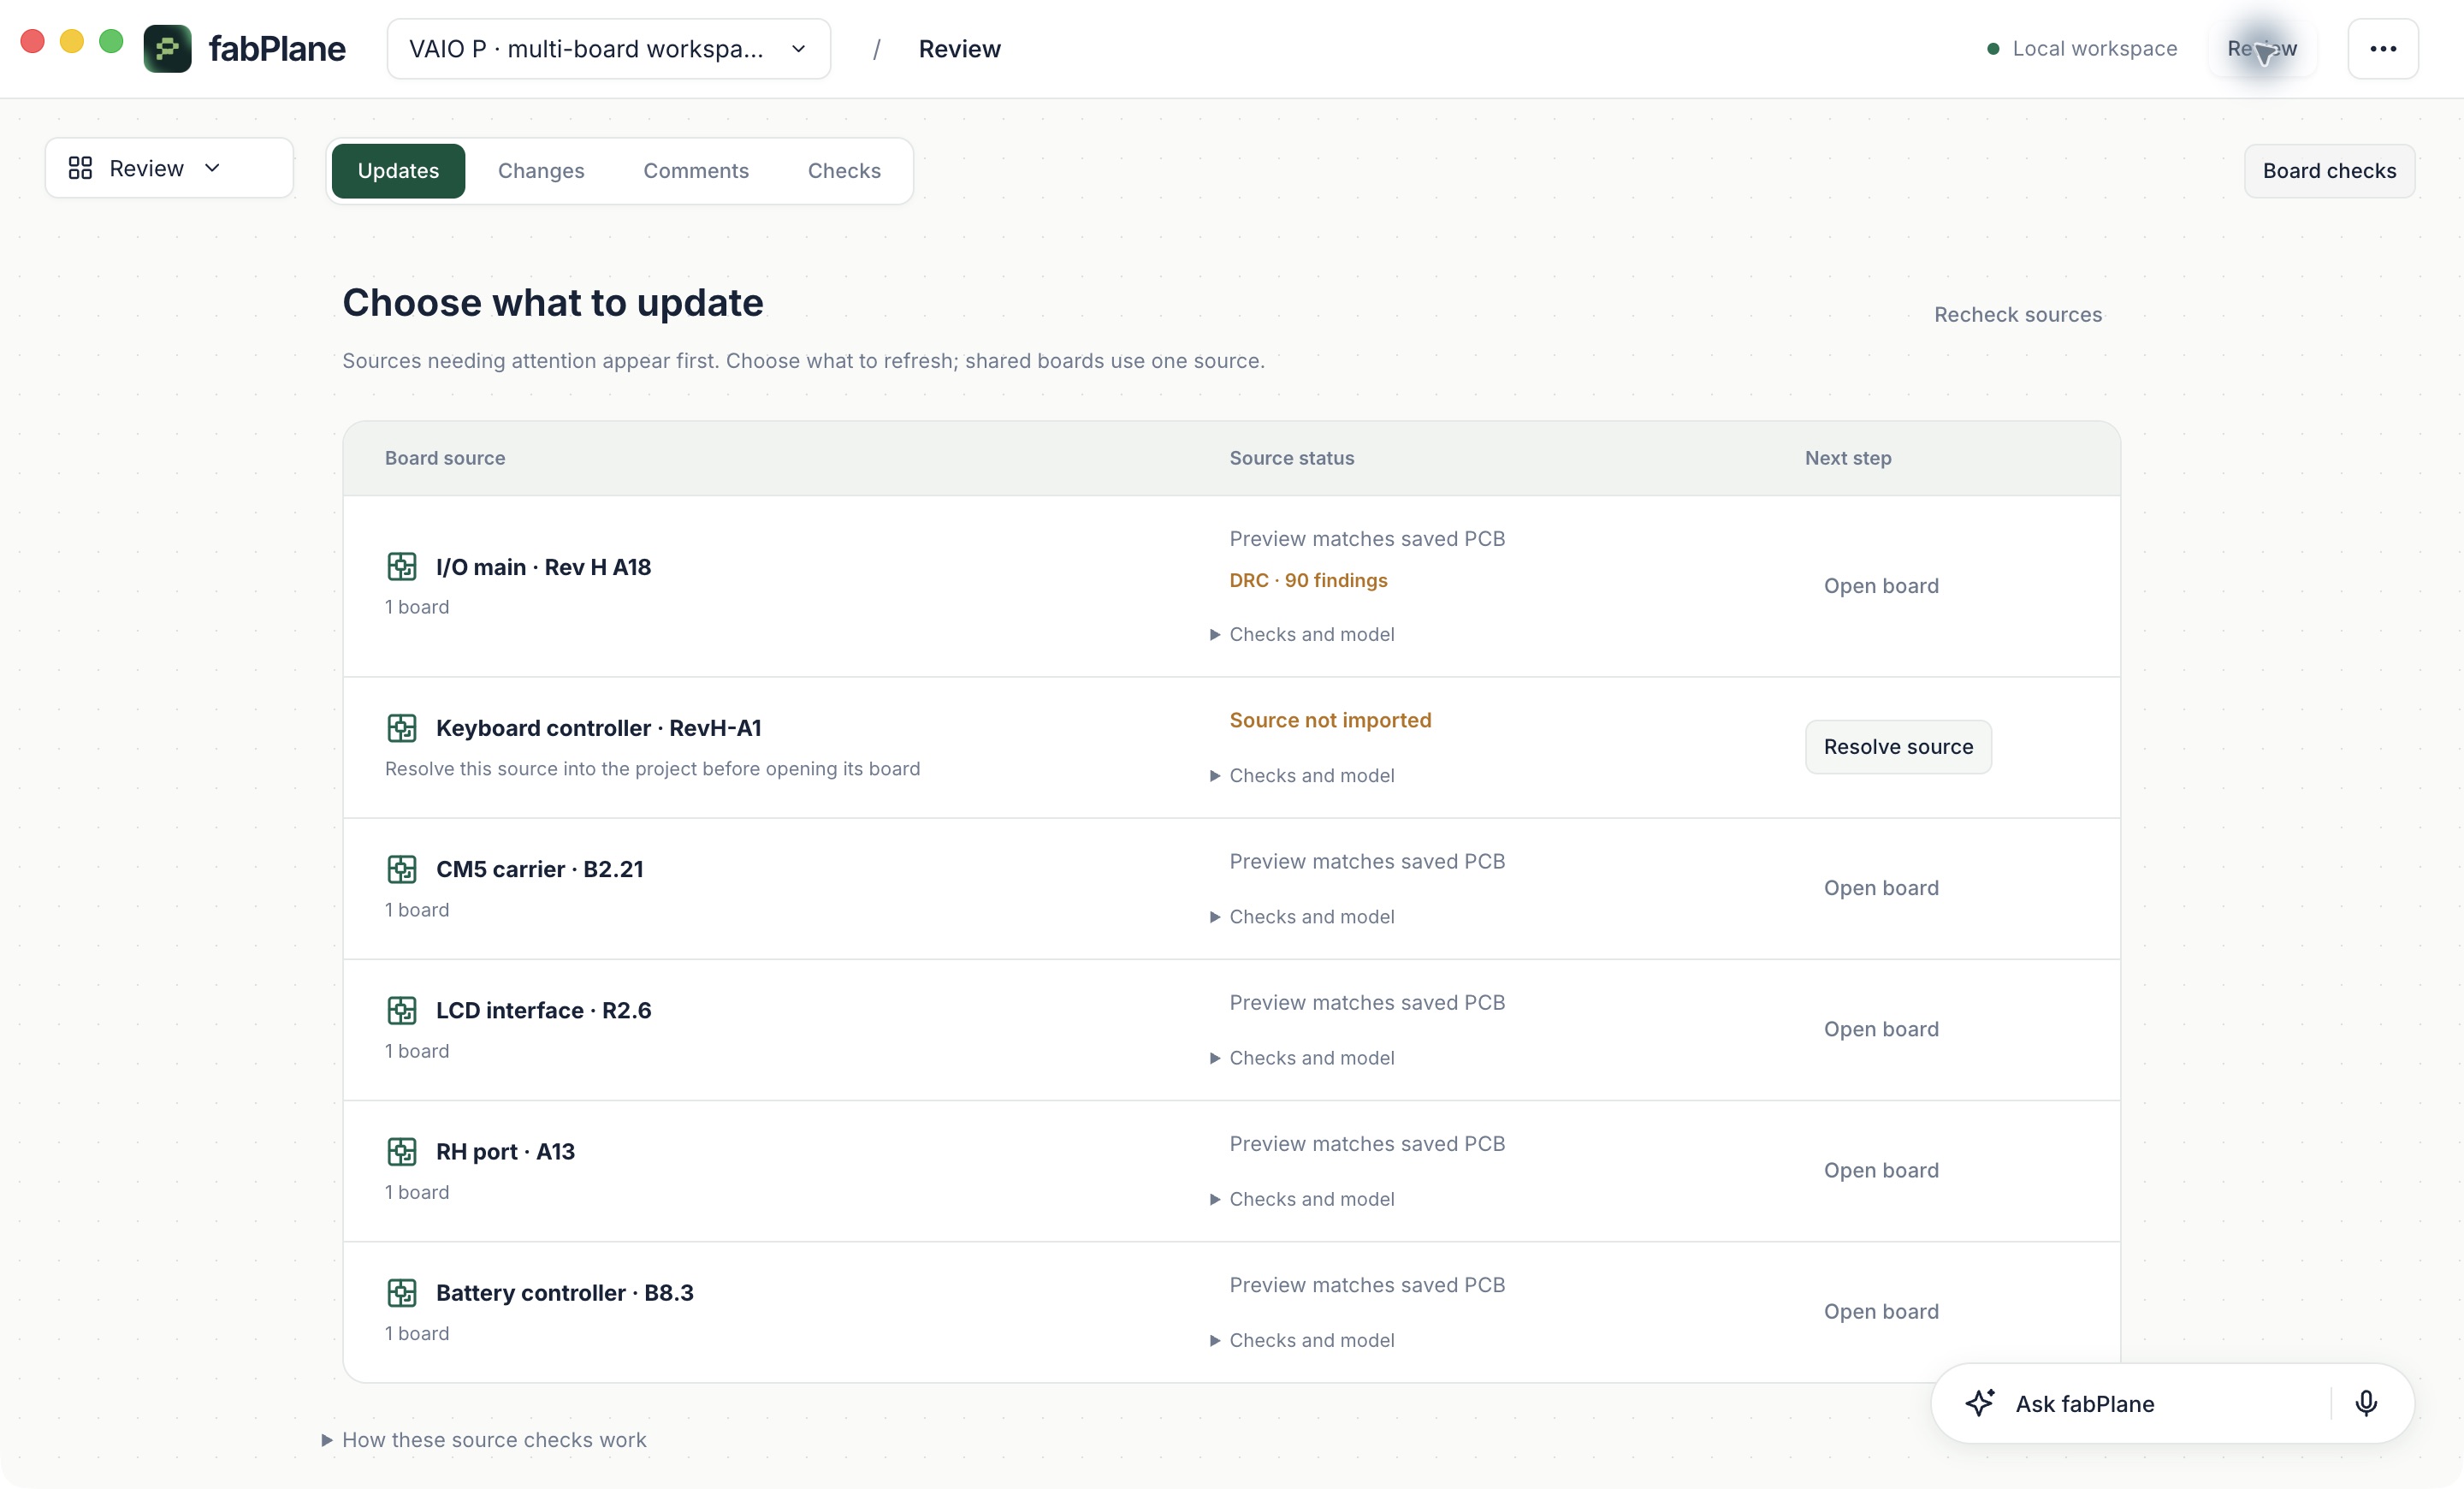 fabPlane
VAIO P · multi-board workspa...
/
Review
Local workspace
Review
Review
Updates
Changes
Comments
Checks
Board checks
Choose what to update
Recheck sources
Sources needing attention appear first. Choose what to refresh; shared boards use one source.
Board source
Source status
Next step
I/O main · Rev H A18
1 board
Preview matches saved PCB
DRC · 90 findings
Checks and model
Open board
Keyboard controller · RevH-A1
Resolve this source into the project before opening its board
Source not imported
Checks and model
Resolve source
CM5 carrier · B2.21
1 board
Preview matches saved PCB
Checks and model
Open board
LCD interface · R2.6
1 board
Preview matches saved PCB
Checks and model
Open board
RH port · A13
1 board
Preview matches saved PCB
Checks and model
Open board
Battery controller · B8.3
1 board
Preview matches saved PCB
Checks and model
Open board
Ask fabPlane
How these source checks work